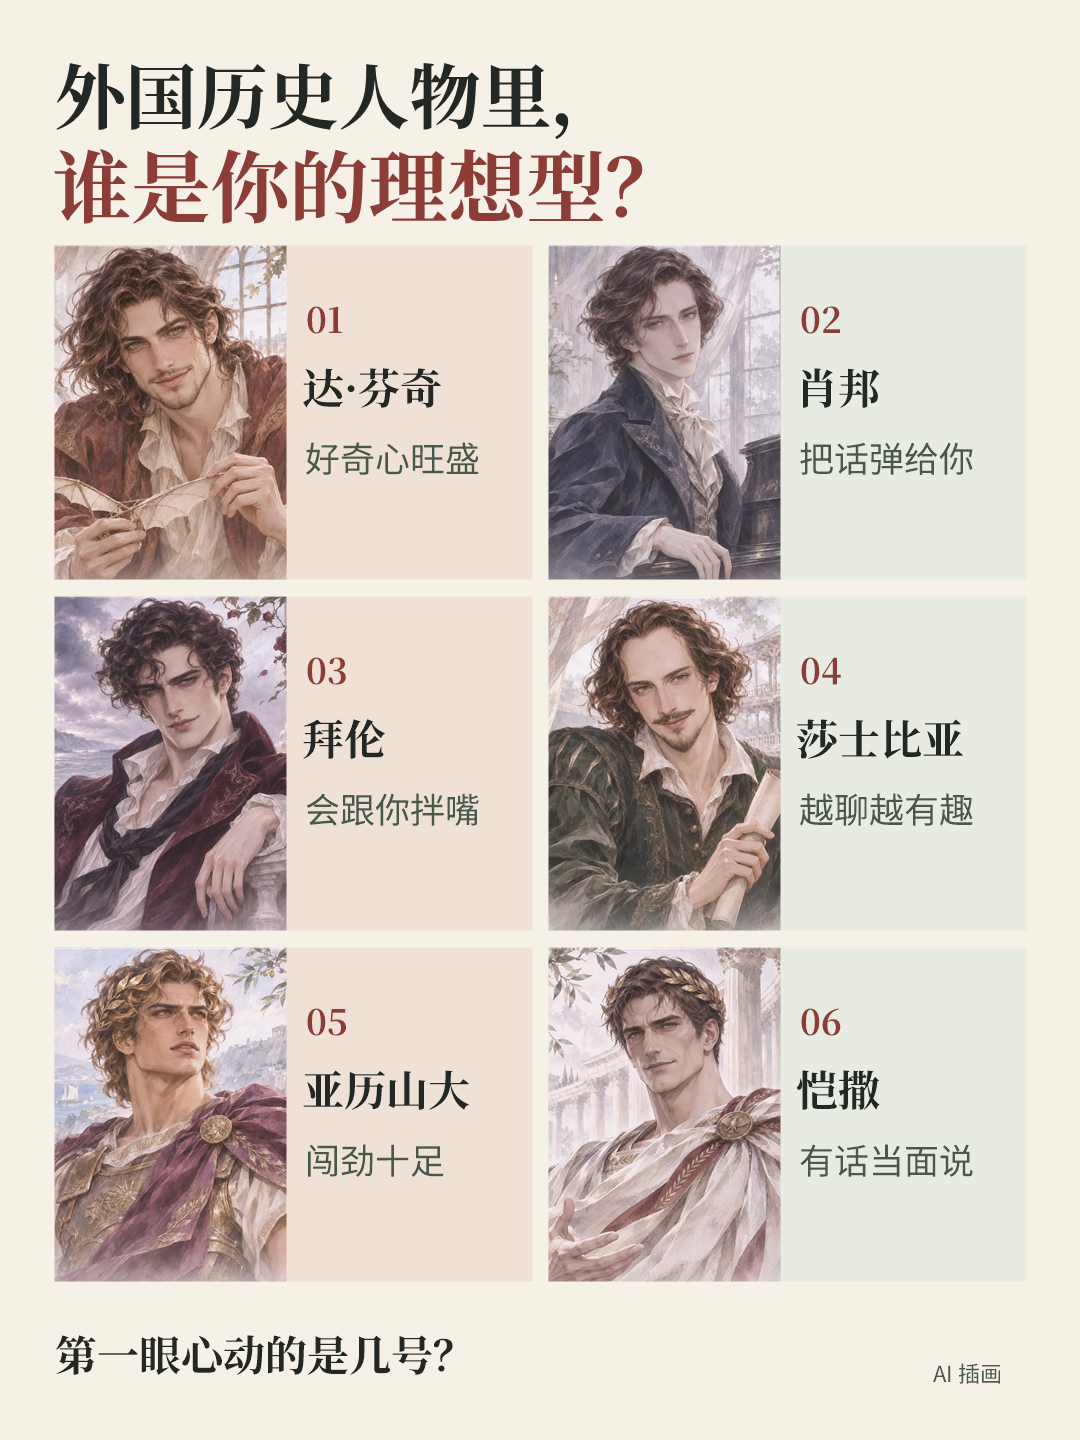 外国历史人物里，
谁是你的理想型？
01
达·芬奇
好奇心旺盛
02
肖邦
把话弹给你
03
拜伦
会跟你拌嘴
04
莎士比亚
越聊越有趣
05
亚历山大
闯劲十足
06
恺撒
有话当面说
第一眼心动的是几号？
AI 插画